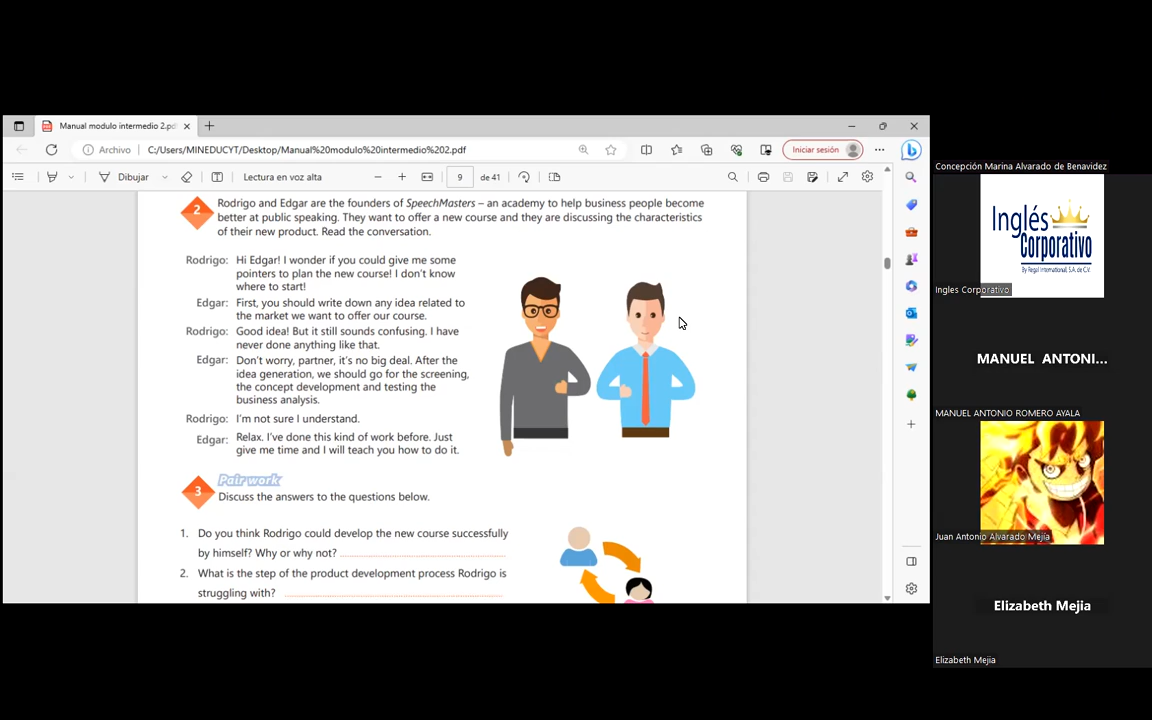 Manual modulo intermedio 2.pd
Archivo
C:/Users/MINEDUCYT/Desktop/Manual%20modulo%20intermedio%202.pdf
Iniciar sesión
Dibujar
Lectura en voz alta
9
de 41
2
Rodrigo and Edgar are the founders of SpeechMasters – an academy to help business people become
better at public speaking. They want to offer a new course and they are discussing the characteristics
of their new product. Read the conversation.
Rodrigo: Hi Edgar! I wonder if you could give me some
pointers to plan the new course! I don't know
where to start!
Edgar: First, you should write down any idea related to
the market we want to offer our course.
Rodrigo: Good idea! But it still sounds confusing. I have
never done anything like that.
Edgar: Don't worry, partner, it's no big deal. After the
idea generation, we should go for the screening,
the concept development and testing the
business analysis.
Rodrigo: I'm not sure I understand.
Edgar: Relax. I've done this kind of work before. Just
give me time and I will teach you how to do it.
3
Pair work
Discuss the answers to the questions below.
1. Do you think Rodrigo could develop the new course successfully
by himself? Why or why not?
2. What is the step of the product development process Rodrigo is
struggling with?
Concepción Marina Alvarado de Benavidez
Inglés
Corporativo
By Regal International, S.A. de C.V.
Ingles Corporativo
MANUEL ANTONI...
MANUEL ANTONIO ROMERO AYALA
Juan Antonio Alvarado Mejía
Elizabeth Mejia
Elizabeth Mejia